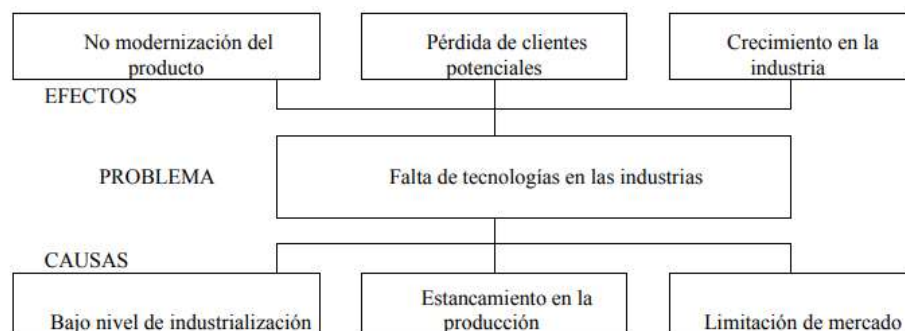 No modernización del
producto
Pérdida de clientes
potenciales
Crecimiento en la
industria
EFECTOS
PROBLEMA
Falta de tecnologías en las industrias
CAUSAS
Bajo nivel de industrialización
Estancamiento en la
producción
Limitación de mercado